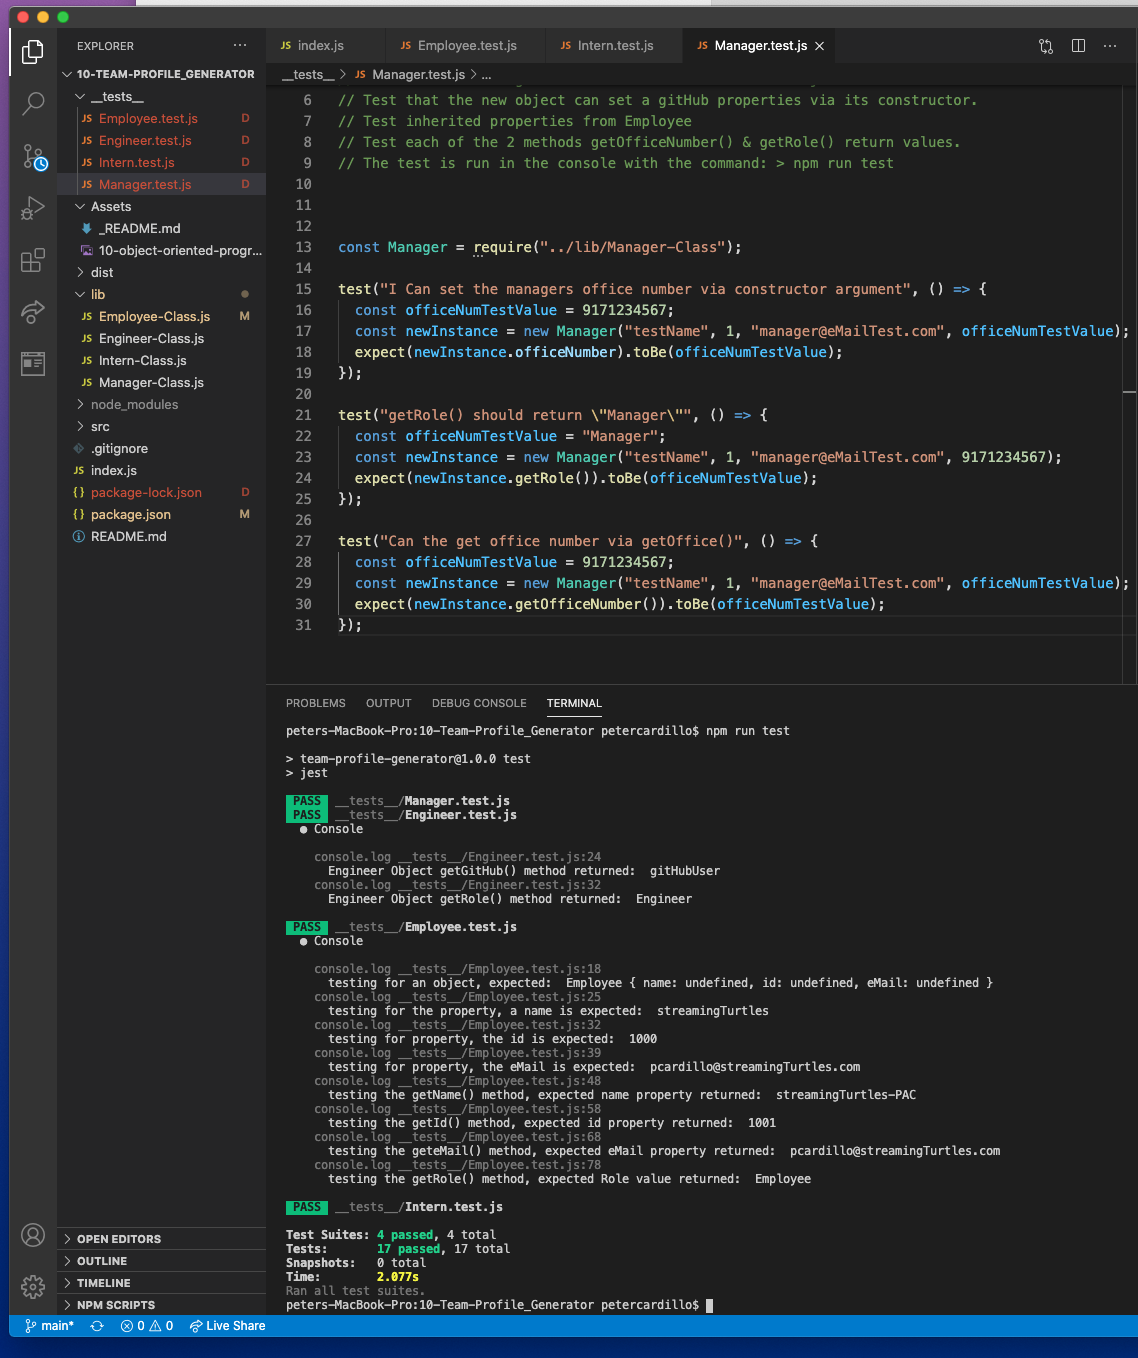 EXPLORER ...
10-TEAM-PROFILE_GENERATOR
__tests__
JS Employee.test.js D
JS Engineer.test.js D
JS Intern.test.js D
JS Manager.test.js D
Assets
_README.md
10-object-oriented-progr...
dist
lib
JS Employee-Class.js M
JS Engineer-Class.js
JS Intern-Class.js
JS Manager-Class.js
node_modules
src
.gitignore
JS index.js
{} package-lock.json D
{} package.json M
README.md
OPEN EDITORS
OUTLINE
TIMELINE
NPM SCRIPTS
JS index.js JS Employee.test.js JS Intern.test.js JS Manager.test.js ×
__tests__ > JS Manager.test.js > ...
6 // Test that the new object can set a gitHub properties via its constructor.
7 // Test inherited properties from Employee
8 // Test each of the 2 methods getOfficeNumber() & getRole() return values.
9 // The test is run in the console with the command: > npm run test
10
11
12
13 const Manager = require("../lib/Manager-Class");
14
15 test("I Can set the managers office number via constructor argument", () => {
16 const officeNumTestValue = 9171234567;
17 const newInstance = new Manager("testName", 1, "manager@eMailTest.com", officeNumTestValue);
18 expect(newInstance.officeNumber).toBe(officeNumTestValue);
19 });
20
21 test("getRole() should return \"Manager\"", () => {
22 const officeNumTestValue = "Manager";
23 const newInstance = new Manager("testName", 1, "manager@eMailTest.com", 9171234567);
24 expect(newInstance.getRole()).toBe(officeNumTestValue);
25 });
26
27 test("Can the get office number via getOffice()", () => {
28 const officeNumTestValue = 9171234567;
29 const newInstance = new Manager("testName", 1, "manager@eMailTest.com", officeNumTestValue);
30 expect(newInstance.getOfficeNumber()).toBe(officeNumTestValue);
31 });
PROBLEMS OUTPUT DEBUG CONSOLE TERMINAL
peters-MacBook-Pro:10-Team-Profile_Generator petercardillo$ npm run test
> team-profile-generator@1.0.0 test
> jest
PASS __tests__/Manager.test.js
PASS __tests__/Engineer.test.js
● Console
console.log __tests__/Engineer.test.js:24
Engineer Object getGitHub() method returned: gitHubUser
console.log __tests__/Engineer.test.js:32
Engineer Object getRole() method returned: Engineer
PASS __tests__/Employee.test.js
● Console
console.log __tests__/Employee.test.js:18
testing for an object, expected: Employee { name: undefined, id: undefined, eMail: undefined }
console.log __tests__/Employee.test.js:25
testing for the property, a name is expected: streamingTurtles
console.log __tests__/Employee.test.js:32
testing for property, the id is expected: 1000
console.log __tests__/Employee.test.js:39
testing for property, the eMail is expected: pcardillo@streamingTurtles.com
console.log __tests__/Employee.test.js:48
testing the getName() method, expected name property returned: streamingTurtles-PAC
console.log __tests__/Employee.test.js:58
testing the getId() method, expected id property returned: 1001
console.log __tests__/Employee.test.js:68
testing the geteMail() method, expected eMail property returned: pcardillo@streamingTurtles.com
console.log __tests__/Employee.test.js:78
testing the getRole() method, expected Role value returned: Employee
PASS __tests__/Intern.test.js
Test Suites: 4 passed, 4 total
Tests: 17 passed, 17 total
Snapshots: 0 total
Time: 2.077s
Ran all test suites.
peters-MacBook-Pro:10-Team-Profile_Generator petercardillo$
main* 0 0 Live Share